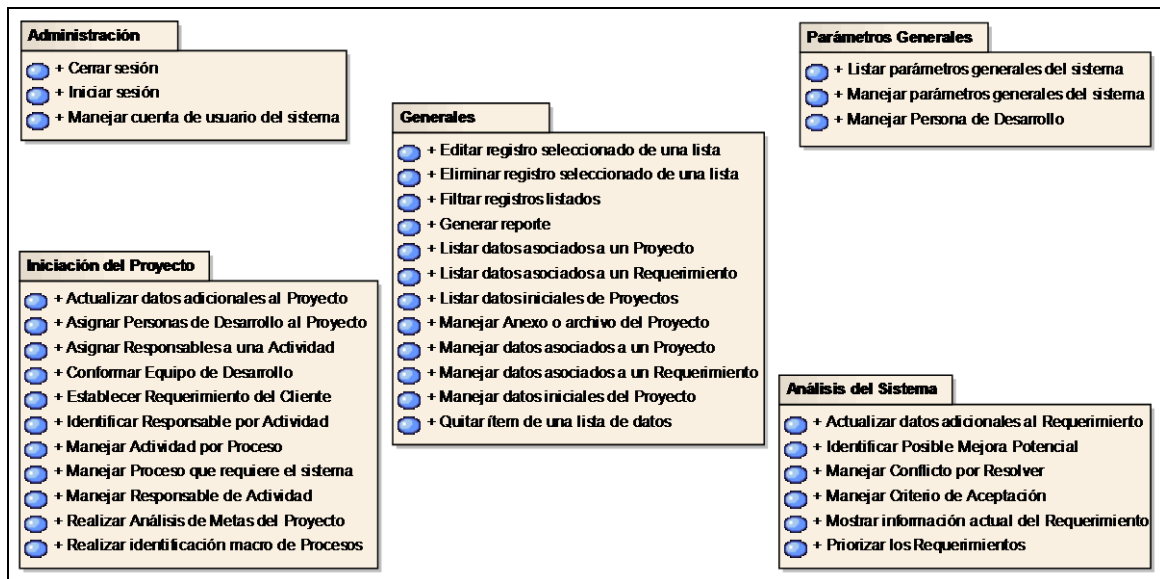 Administración
+ Cerrar sesión
+ Iniciar sesión
+ Manejar cuenta de usuario del sistema
Parámetros Generales
+ Listar parámetros generales del sistema
+ Manejar parámetros generales del sistema
+ Manejar Persona de Desarrollo
Generales
+ Editar registro seleccionado de una lista
+ Eliminar registro seleccionado de una lista
+ Filtrar registros listados
+ Generar reporte
+ Listar datos asociados a un Proyecto
+ Listar datos asociados a un Requerimiento
+ Listar datos iniciales de Proyectos
+ Manejar Anexo o archivo del Proyecto
+ Manejar datos asociados a un Proyecto
+ Manejar datos asociados a un Requerimiento
+ Manejar datos iniciales del Proyecto
+ Quitar ítem de una lista de datos
Iniciación del Proyecto
+ Actualizar datos adicionales al Proyecto
+ Asignar Personas de Desarrollo al Proyecto
+ Asignar Responsables a una Actividad
+ Conformar Equipo de Desarrollo
+ Establecer Requerimiento del Cliente
+ Identificar Responsable por Actividad
+ Manejar Actividad por Proceso
+ Manejar Proceso que requiere el sistema
+ Manejar Responsable de Actividad
+ Realizar Análisis de Metas del Proyecto
+ Realizar identificación macro de Procesos
Análisis del Sistema
+ Actualizar datos adicionales al Requerimiento
+ Identificar Posible Mejora Potencial
+ Manejar Conflicto por Resolver
+ Manejar Criterio de Aceptación
+ Mostrar información actual del Requerimiento
+ Priorizar los Requerimientos